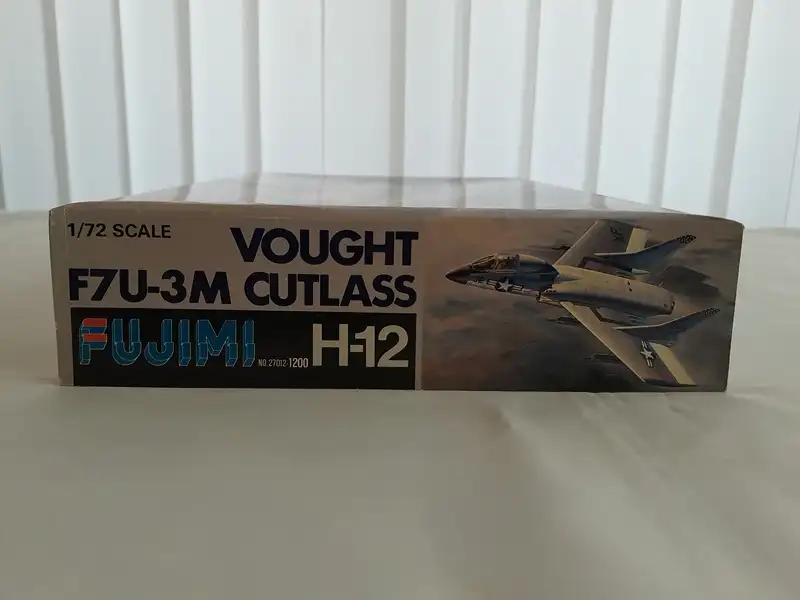 1/72 SCALE
VOUGHT
F7U-3M CUTLASS
FUJIMI NO. 27012-1200 H-12